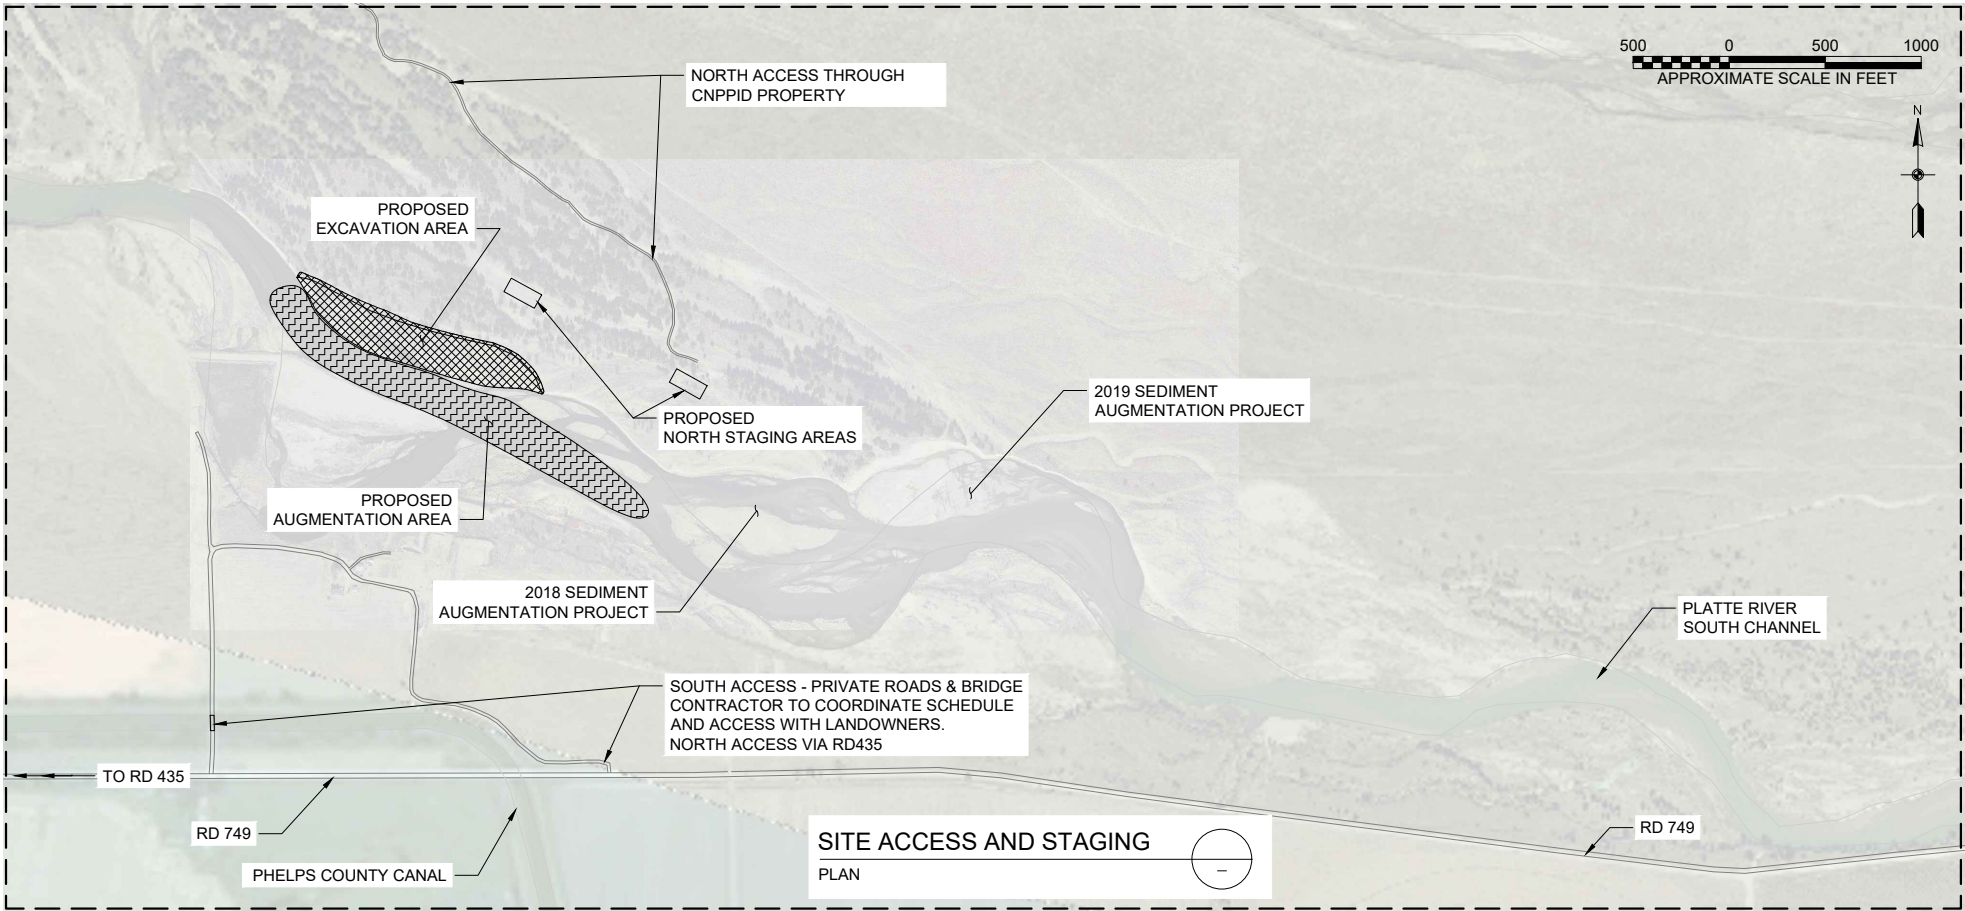 500 0 500 1000
APPROXIMATE SCALE IN FEET
N
NORTH ACCESS THROUGH
CNPPID PROPERTY
PROPOSED
EXCAVATION AREA
PROPOSED
NORTH STAGING AREAS
2019 SEDIMENT
AUGMENTATION PROJECT
PROPOSED
AUGMENTATION AREA
2018 SEDIMENT
AUGMENTATION PROJECT
PLATTE RIVER
SOUTH CHANNEL
SOUTH ACCESS - PRIVATE ROADS & BRIDGE
CONTRACTOR TO COORDINATE SCHEDULE
AND ACCESS WITH LANDOWNERS.
NORTH ACCESS VIA RD435
TO RD 435
RD 749
RD 749
PHELPS COUNTY CANAL
SITE ACCESS AND STAGING
PLAN
–